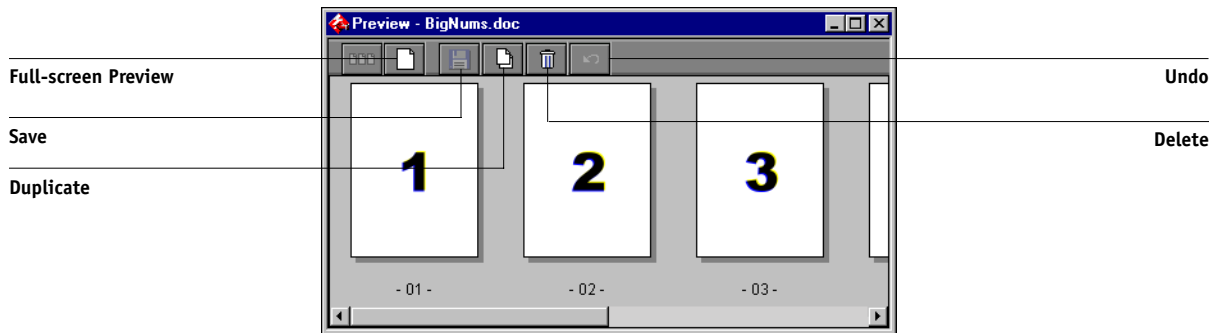 Preview - BigNums.doc
Full-screen Preview
Undo
Save
Delete
Duplicate
1 2 3
- 01 - - 02 - - 03 -